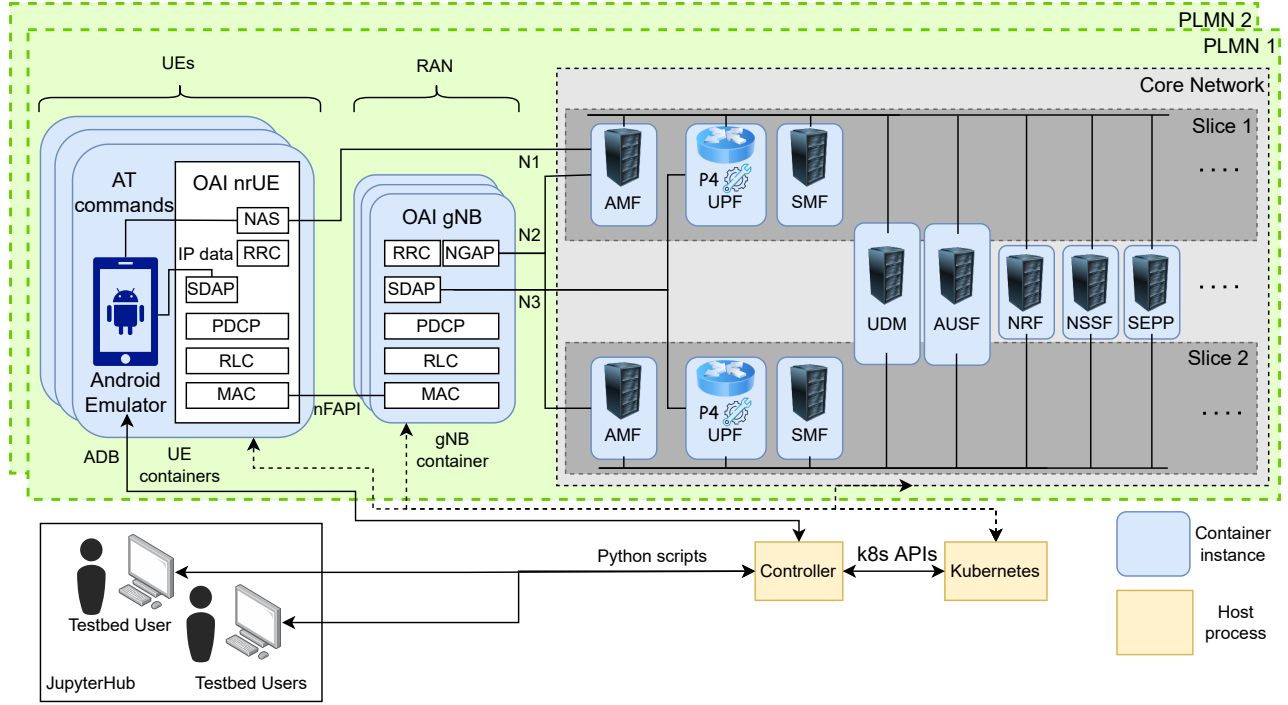 PLMN 2
PLMN 1
UEs
RAN
Core Network
Slice 1
AT
commands
OAI nrUE
NAS
RRC
IP data
SDAP
PDCP
RLC
MAC
Android
Emulator
OAI gNB
RRC
NGAP
SDAP
PDCP
RLC
MAC
nFAPI
N1
N2
N3
AMF
P4
UPF
SMF
....
UDM
AUSF
NRF
NSSF
SEPP
....
Slice 2
AMF
P4
UPF
SMF
....
ADB
UE
containers
gNB
container
Python scripts
Controller
k8s APIs
Kubernetes
Container
instance
Host
process
Testbed User
Testbed Users
JupyterHub